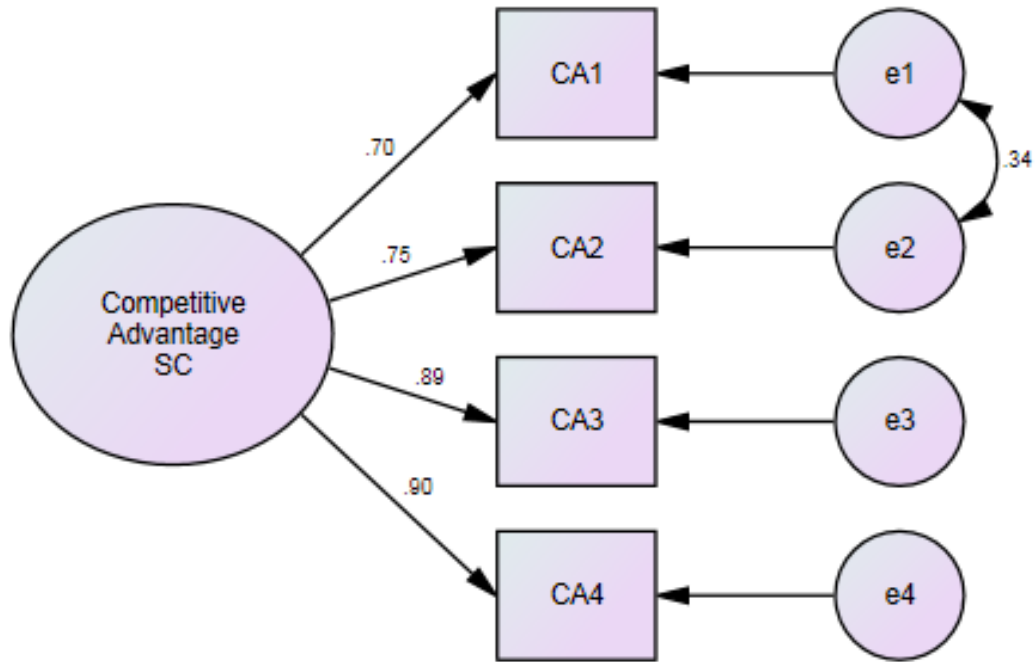 CA1
e1
.70
.34
CA2
e2
.75
Competitive
Advantage
SC
.89
CA3
e3
.90
CA4
e4